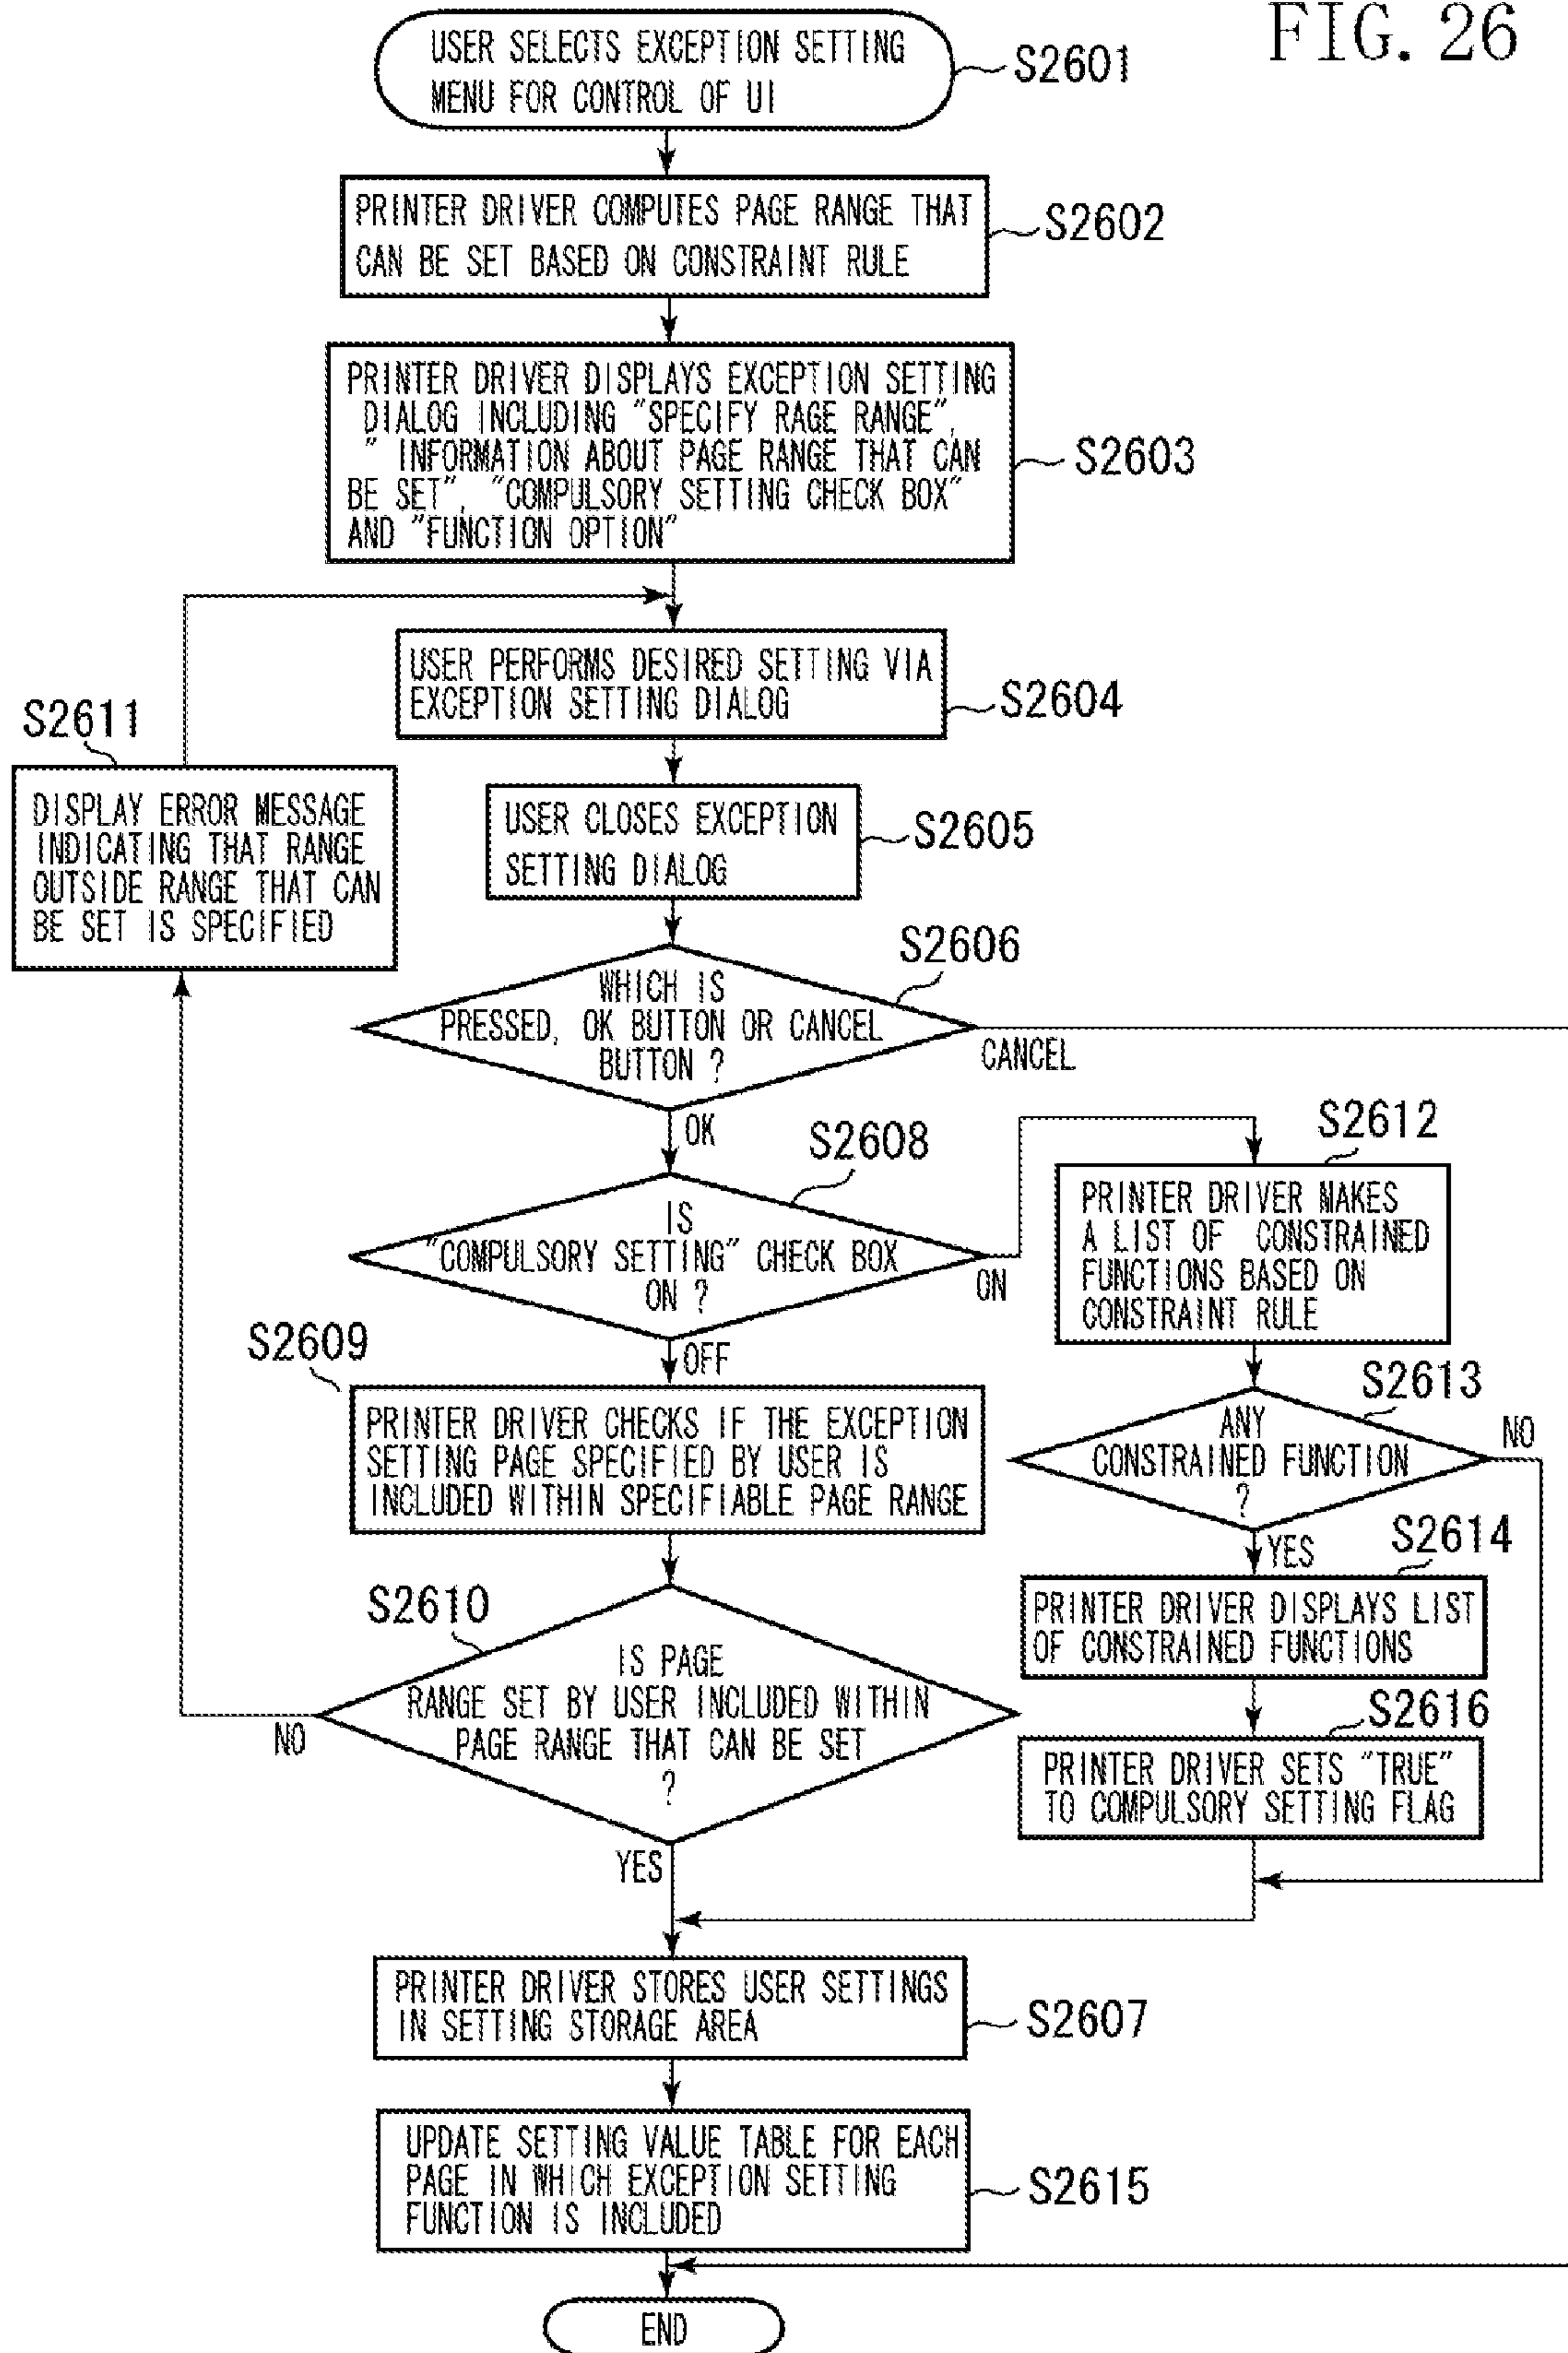 FIG. 26
USER SELECTS EXCEPTION SETTING
MENU FOR CONTROL OF UI
S2601
PRINTER DRIVER COMPUTES PAGE RANGE THAT
CAN BE SET BASED ON CONSTRAINT RULE
S2602
PRINTER DRIVER DISPLAYS EXCEPTION SETTING
DIALOG INCLUDING "SPECIFY RAGE RANGE",
" INFORMATION ABOUT PAGE RANGE THAT CAN
BE SET", "COMPULSORY SETTING CHECK BOX"
AND "FUNCTION OPTION"
S2603
USER PERFORMS DESIRED SETTING VIA
EXCEPTION SETTING DIALOG
S2604
S2611
DISPLAY ERROR MESSAGE
INDICATING THAT RANGE
OUTSIDE RANGE THAT CAN
BE SET IS SPECIFIED
USER CLOSES EXCEPTION
SETTING DIALOG
S2605
S2606
WHICH IS
PRESSED, OK BUTTON OR CANCEL
BUTTON ?
CANCEL
OK
S2608
IS
"COMPULSORY SETTING" CHECK BOX
ON ?
ON
OFF
S2612
PRINTER DRIVER MAKES
A LIST OF CONSTRAINED
FUNCTIONS BASED ON
CONSTRAINT RULE
S2609
PRINTER DRIVER CHECKS IF THE EXCEPTION
SETTING PAGE SPECIFIED BY USER IS
INCLUDED WITHIN SPECIFIABLE PAGE RANGE
S2613
ANY
CONSTRAINED FUNCTION
?
NO
YES
S2614
PRINTER DRIVER DISPLAYS LIST
OF CONSTRAINED FUNCTIONS
S2610
IS PAGE
RANGE SET BY USER INCLUDED WITHIN
PAGE RANGE THAT CAN BE SET
?
NO
YES
S2616
PRINTER DRIVER SETS "TRUE"
TO COMPULSORY SETTING FLAG
PRINTER DRIVER STORES USER SETTINGS
IN SETTING STORAGE AREA
S2607
UPDATE SETTING VALUE TABLE FOR EACH
PAGE IN WHICH EXCEPTION SETTING
FUNCTION IS INCLUDED
S2615
END